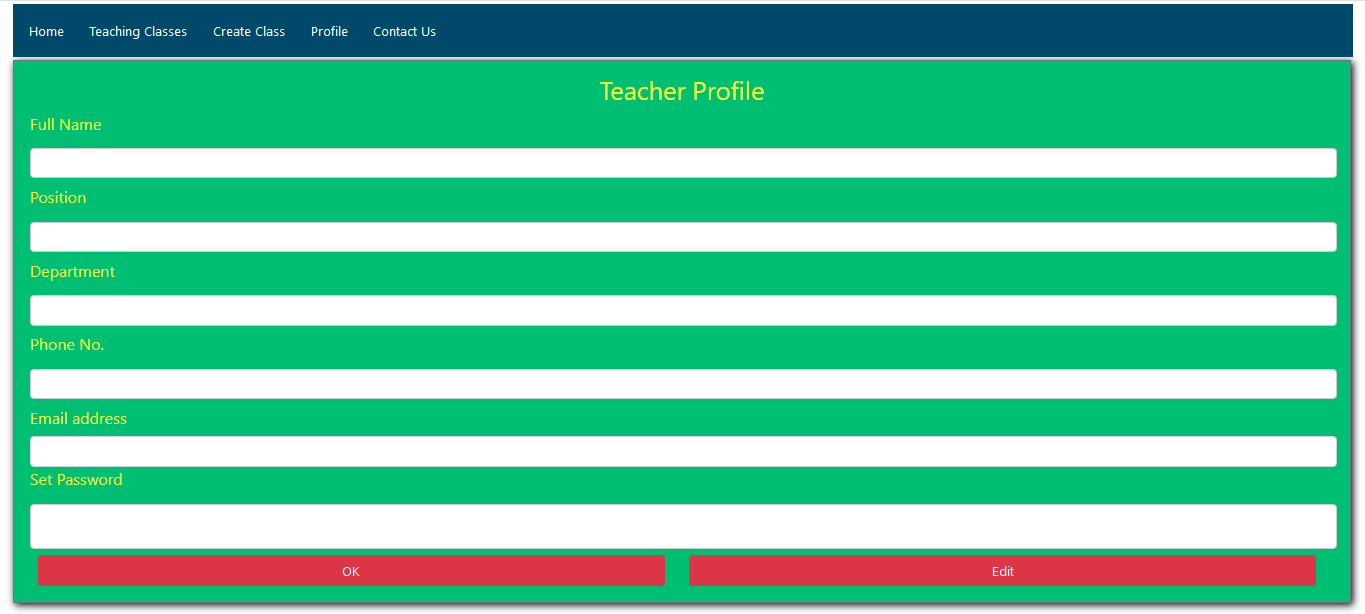 Home Teaching Classes Create Class Profile Contact Us
Teacher Profile
Full Name
Position
Department
Phone No.
Email address
Set Password
OK Edit